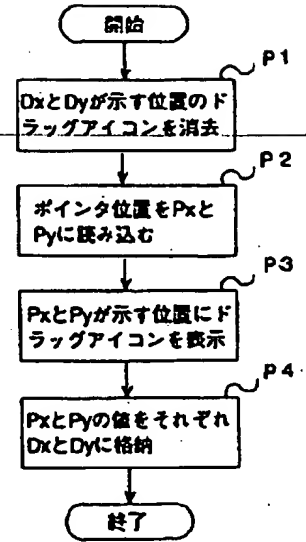 開始
P1
DxとDyが示す位置のド
ラッグアイコンを消去
P2
ポインタ位置をPxと
Pyに読み込む
P3
PxとPyが示す位置にド
ラッグアイコンを表示
P4
PxとPyの値をそれぞれ
DxとDyに格納
終了